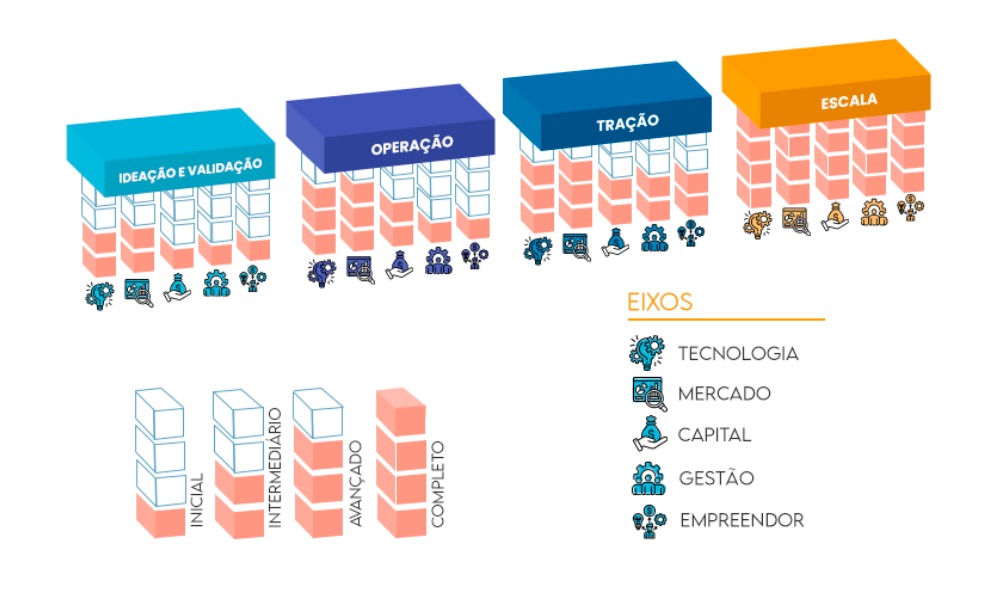 IDEAÇÃO E VALIDAÇÃO
OPERAÇÃO
TRAÇÃO
ESCALA
EIXOS
TECNOLOGIA
MERCADO
CAPITAL
GESTÃO
EMPREENDOR
INICIAL
INTERMEDIÁRIO
AVANÇADO
COMPLETO